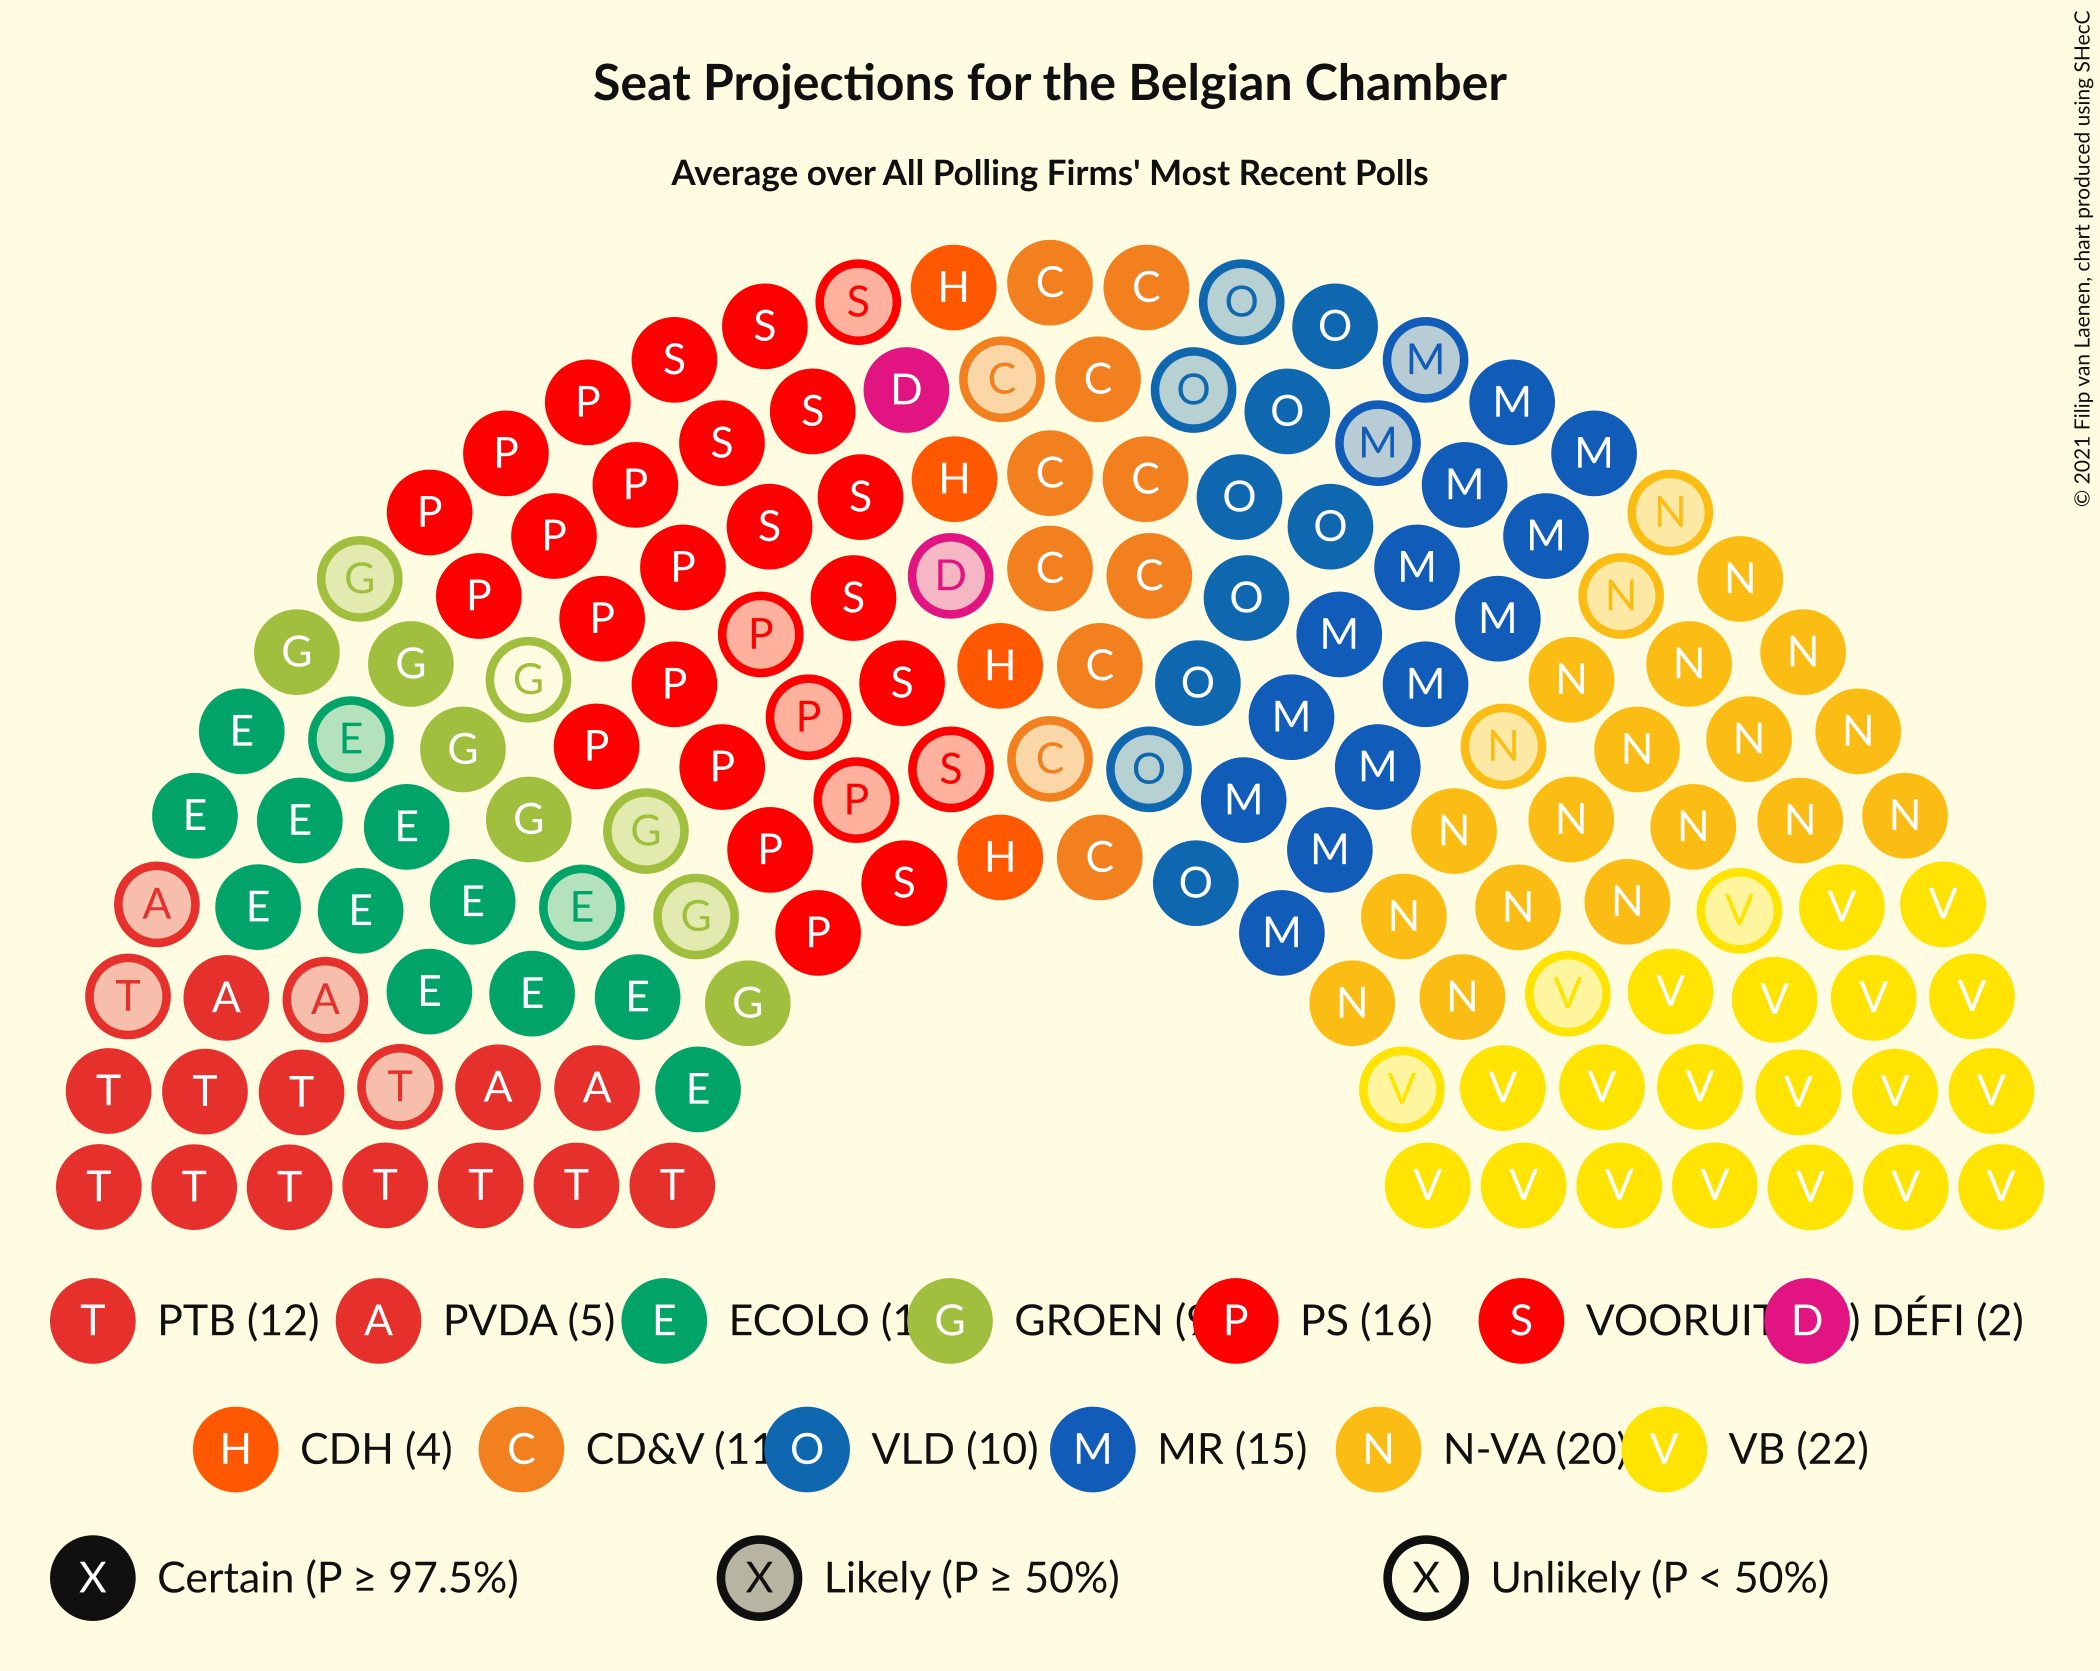 Seat Projections for the Belgian Chamber
Average over All Polling Firms' Most Recent Polls
© 2021 Filip van Laenen, chart produced using SHecC
S H C C O
S O
S D C C O M
P S O M
P S M M
P S H C C O M
P P S O M N
G P P S D C C O M N N
P P M M
G G G P S H C O M N N N
E E G P P M N N N N
P S C O M
E E E G G P P M M N N N N N
H C
A E E E E G S O N N N V V V
P M
T A A E E E G N N V V V V V
T T T T A A E V V V V V V V
T T T T T T T V V V V V V V
T PTB (12) A PVDA (5) E ECOLO (1 G GROEN ( P PS (16) S VOORUIT D ) DÉFI (2)
H CDH (4) C CD&V (11 O VLD (10) M MR (15) N N-VA (20) V VB (22)
X Certain (P ≥ 97.5%) X Likely (P ≥ 50%) X Unlikely (P < 50%)